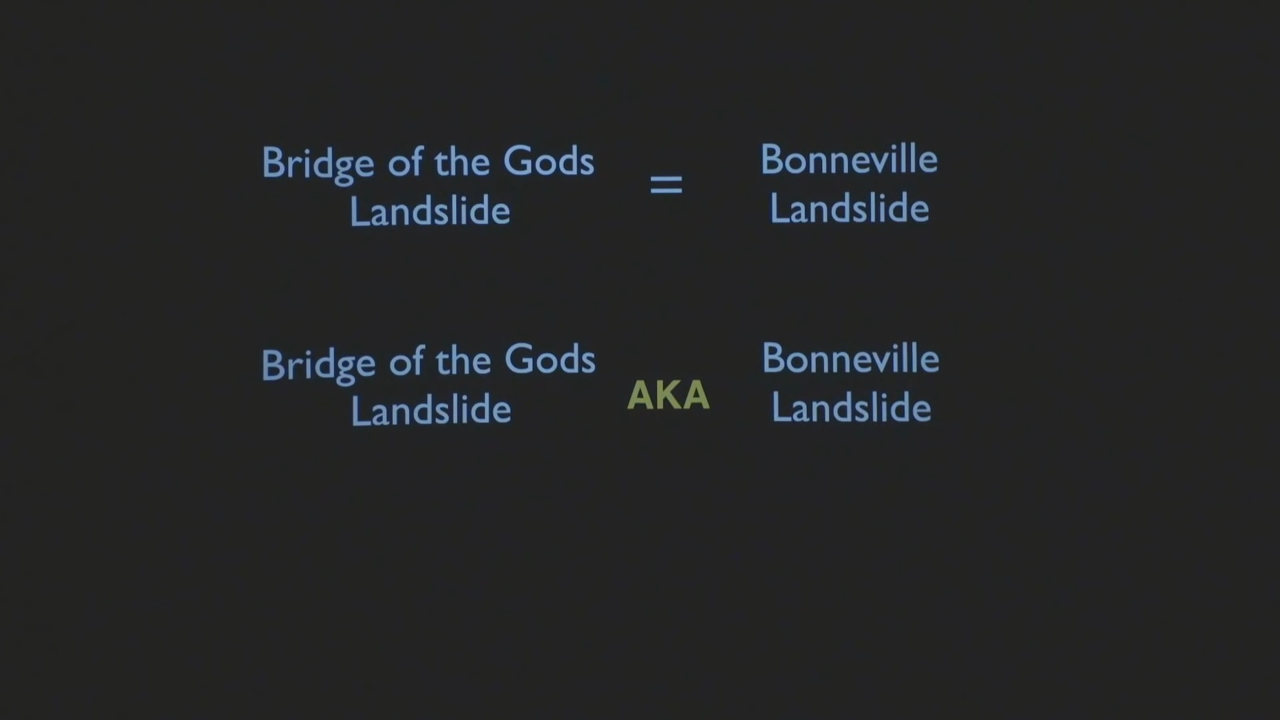 Bridge of the Gods
Landslide
=
Bonneville
Landslide
Bridge of the Gods
Landslide
AKA
Bonneville
Landslide